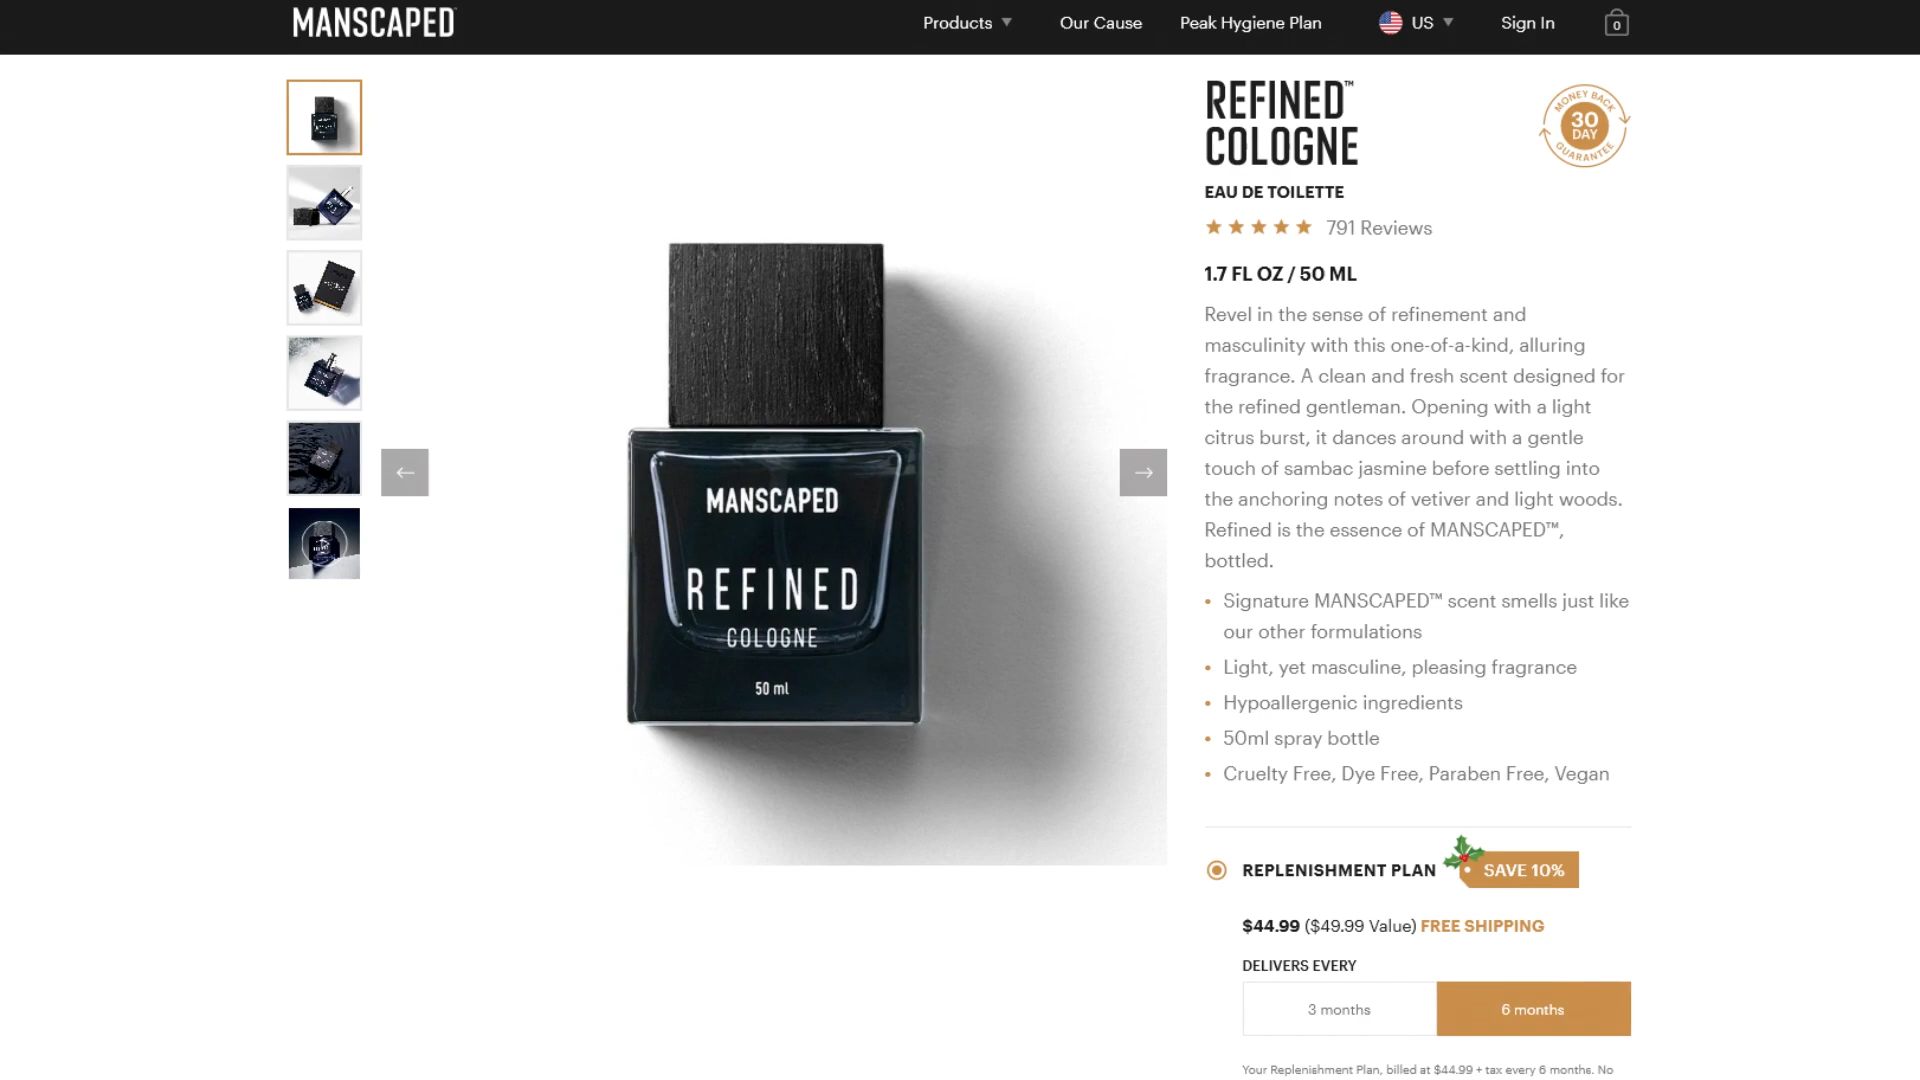 MANSCAPED
Products
Our Cause
Peak Hygiene Plan
US
Sign In
0
REFINED™
COLOGNE
MONEY BACK
30
DAY
GUARANTEE
EAU DE TOILETTE
791 Reviews
1.7 FL OZ / 50 ML
Revel in the sense of refinement and
masculinity with this one-of-a-kind, alluring
fragrance. A clean and fresh scent designed for
the refined gentleman. Opening with a light
citrus burst, it dances around with a gentle
touch of sambac jasmine before settling into
the anchoring notes of vetiver and light woods.
Refined is the essence of MANSCAPED™,
bottled.
• Signature MANSCAPED™ scent smells just like
our other formulations
• Light, yet masculine, pleasing fragrance
• Hypoallergenic ingredients
• 50ml spray bottle
• Cruelty Free, Dye Free, Paraben Free, Vegan
MANSCAPED
REFINED
COLOGNE
50 ml
REPLENISHMENT PLAN
SAVE 10%
$44.99 ($49.99 Value) FREE SHIPPING
DELIVERS EVERY
3 months
6 months
Your Replenishment Plan, billed at $44.99 + tax every 6 months. No